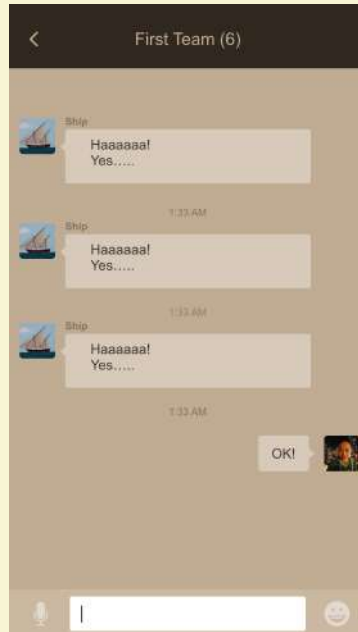 First Team (6)
Ship
Haaaaaa!
Yes.....
1:33 AM
Ship
Haaaaaa!
Yes.....
1:33 AM
Ship
Haaaaaa!
Yes.....
1:33 AM
OK!